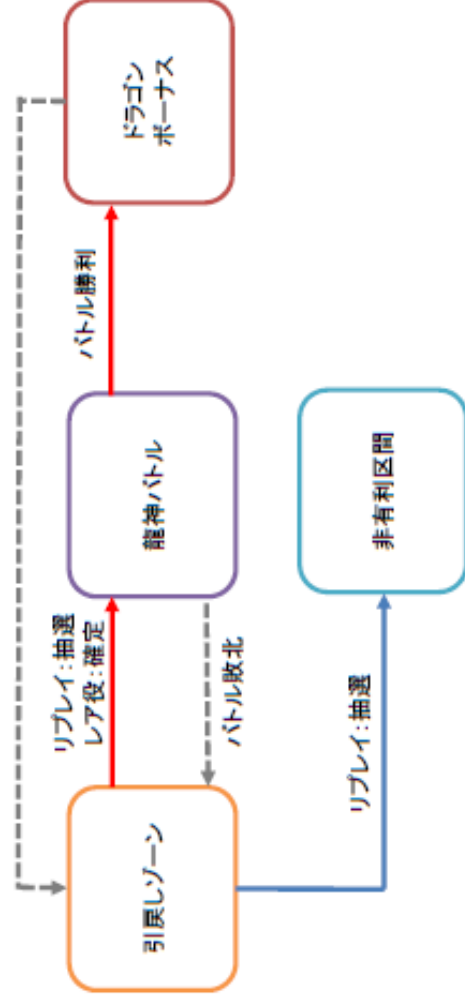 引戻しゾーン
リプレイ:抽選
レア役:確定
龍神バトル
バトル勝利
ドラゴン
ボーナス
バトル敗北
リプレイ:抽選
非有利区間